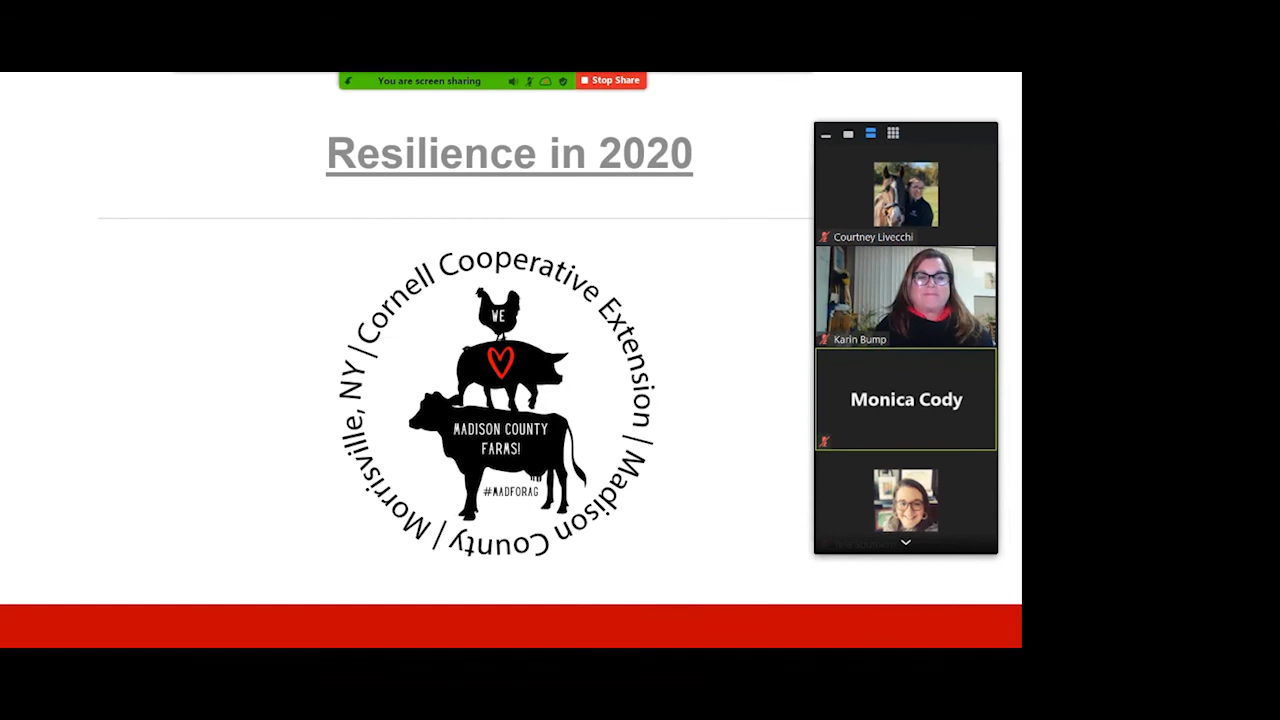 You are screen sharing
Stop Share
Resilience in 2020
Morrisville, NY | Cornell Cooperative Extension | Madison County |
WE
MADISON COUNTY
FARMS!
#MADFORAG
Courtney Livecchi
Karin Bump
Monica Cody